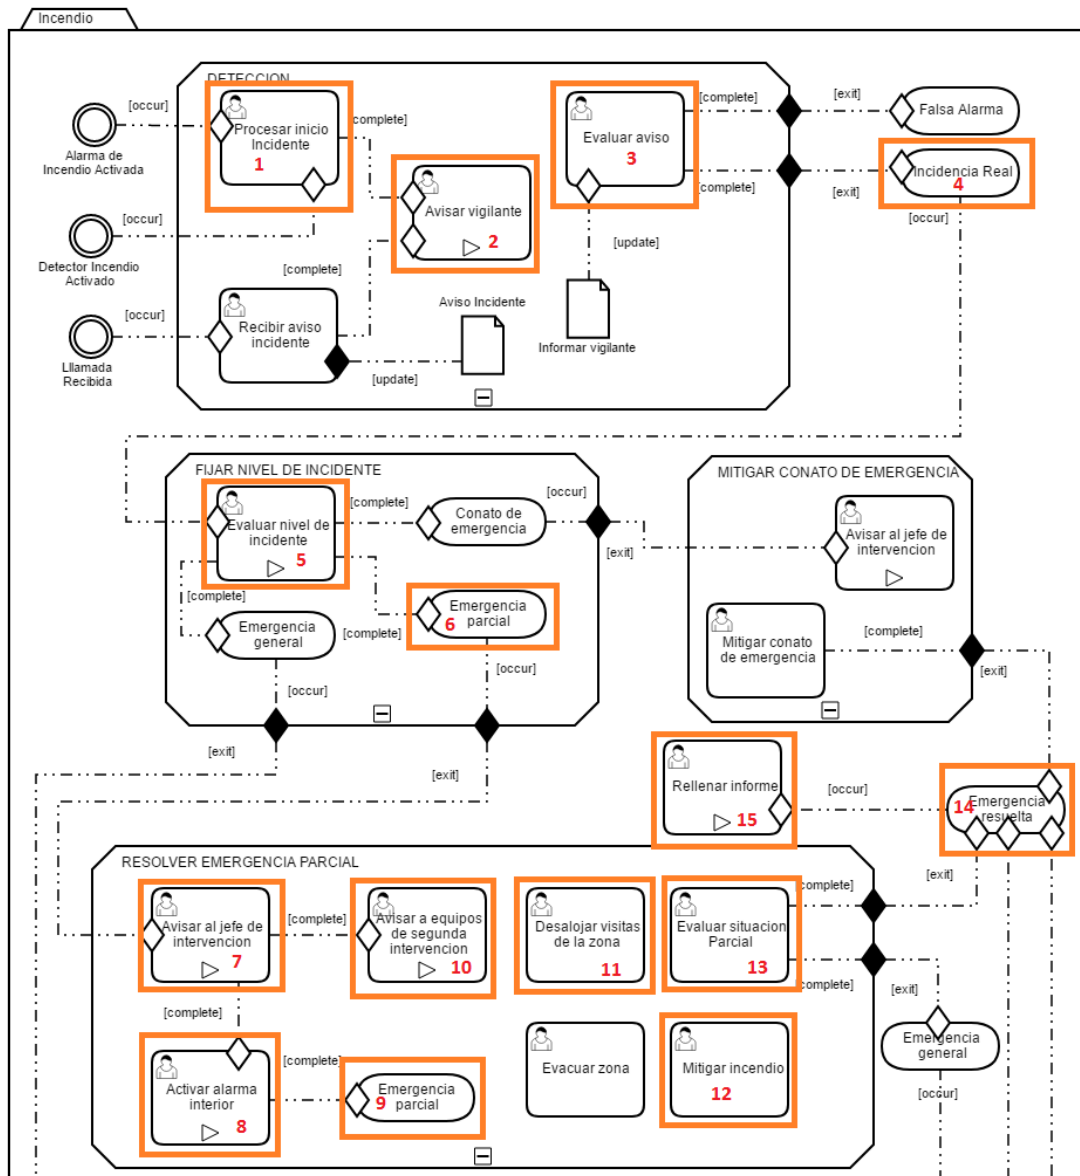 Incendio
DETECCION
[occur]
Procesar inicio
Incidente
1
[complete]
Alarma de
Incendio Activada
Evaluar aviso
3
[complete]
[exit]
Falsa Alarma
[complete]
[exit]
Incidencia Real
4
[occur]
Avisar vigilante
2
[occur]
Detector Incendio
Activado
[complete]
[update]
[occur]
Recibir aviso
incidente
Aviso Incidente
Informar vigilante
Lllamada
Recibida
[update]
FIJAR NIVEL DE INCIDENTE
Evaluar nivel de
incidente
5
[complete]
Conato de
emergencia
[occur]
[exit]
[complete]
Emergencia
general
[complete]
Emergencia
parcial
6
[occur]
[occur]
[exit]
[exit]
MITIGAR CONATO DE EMERGENCIA
Avisar al jefe de
intervencion
Mitigar conato
de emergencia
[complete]
[exit]
Rellenar informe
15
[occur]
Emergencia
resuelta
14
RESOLVER EMERGENCIA PARCIAL
Avisar al jefe de
intervencion
7
[complete]
Avisar a equipos
de segunda
intervencion
10
Desalojar visitas
de la zona
11
Evaluar situacion
Parcial
13
[complete]
[exit]
[complete]
[exit]
[complete]
Activar alarma
interior
8
[complete]
Emergencia
parcial
9
Evacuar zona
Mitigar incendio
12
Emergencia
general
[occur]